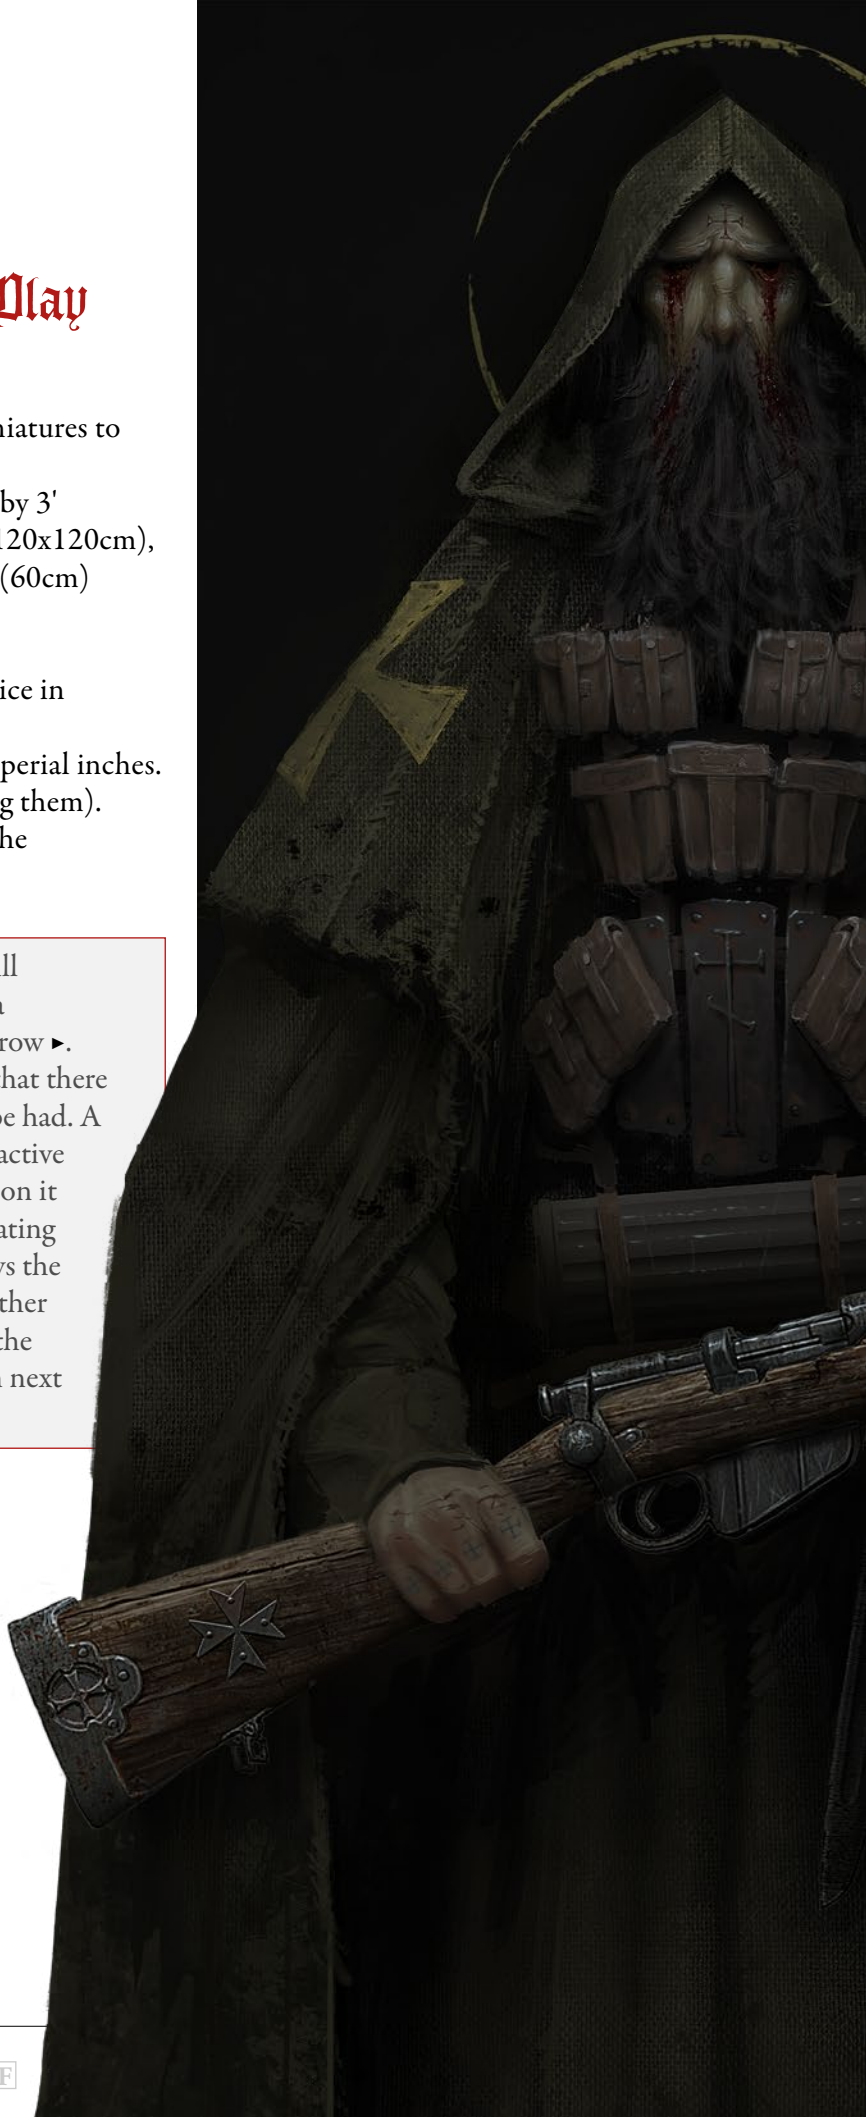 Play
niatures to
by 3'
120x120cm),
(60cm)
ice in
perial inches.
g them).
he
ll
a
row ►.
that there
be had. A
active
on it
ating
ys the
ther
the
n next
F